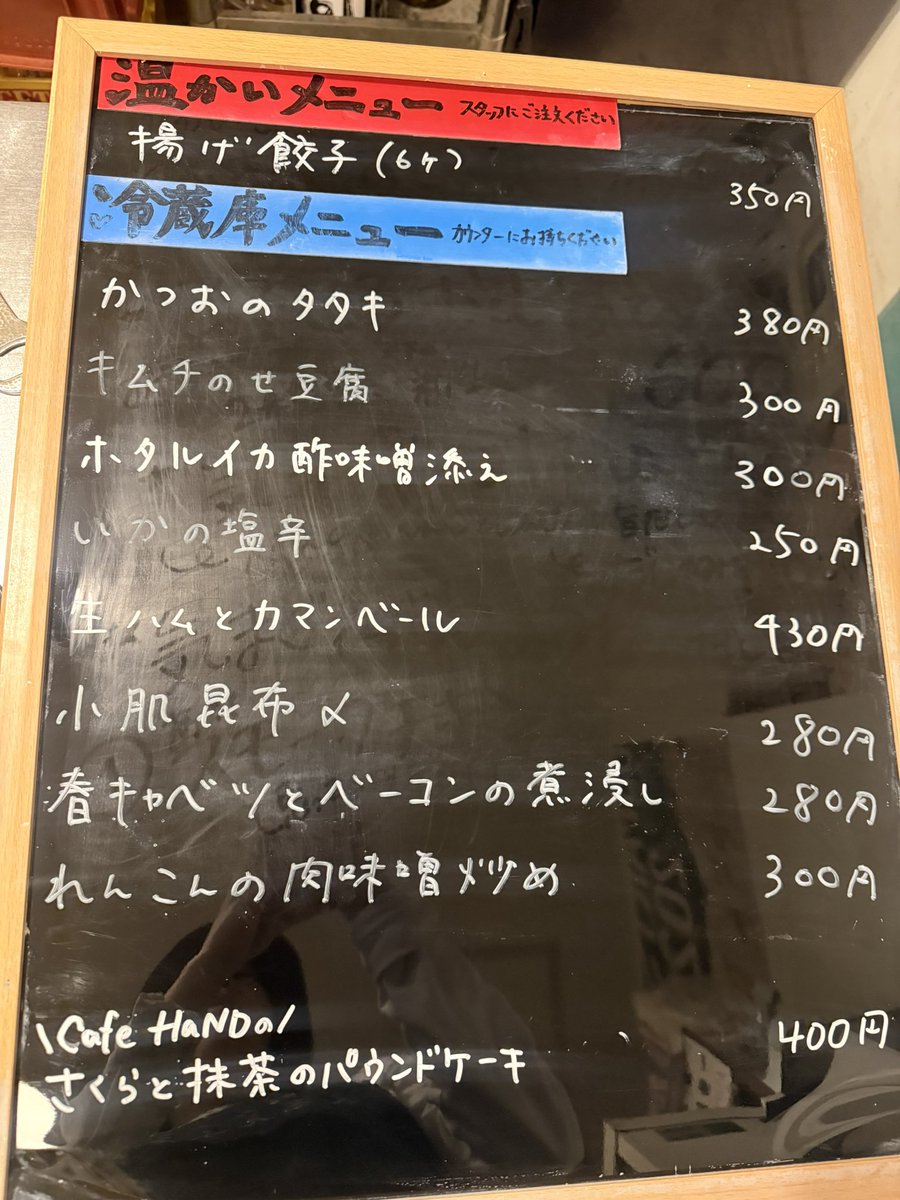 温かいメニュー スタッフにご注文ください
揚げ餃子(6ヶ) 350円
冷蔵庫メニュー カウンターにお持ちください
かつおのタタキ 380円
キムチのせ豆腐 300円
ホタルイカ酢味噌添え 300円
いかの塩辛 250円
生ハムとカマンベール 430円
小肌昆布〆 280円
春キャベツとベーコンの煮浸し 280円
れんこんの肉味噌炒め 300円
\Cafe HaNDの/ 400円
さくらと抹茶のパウンドケーキ